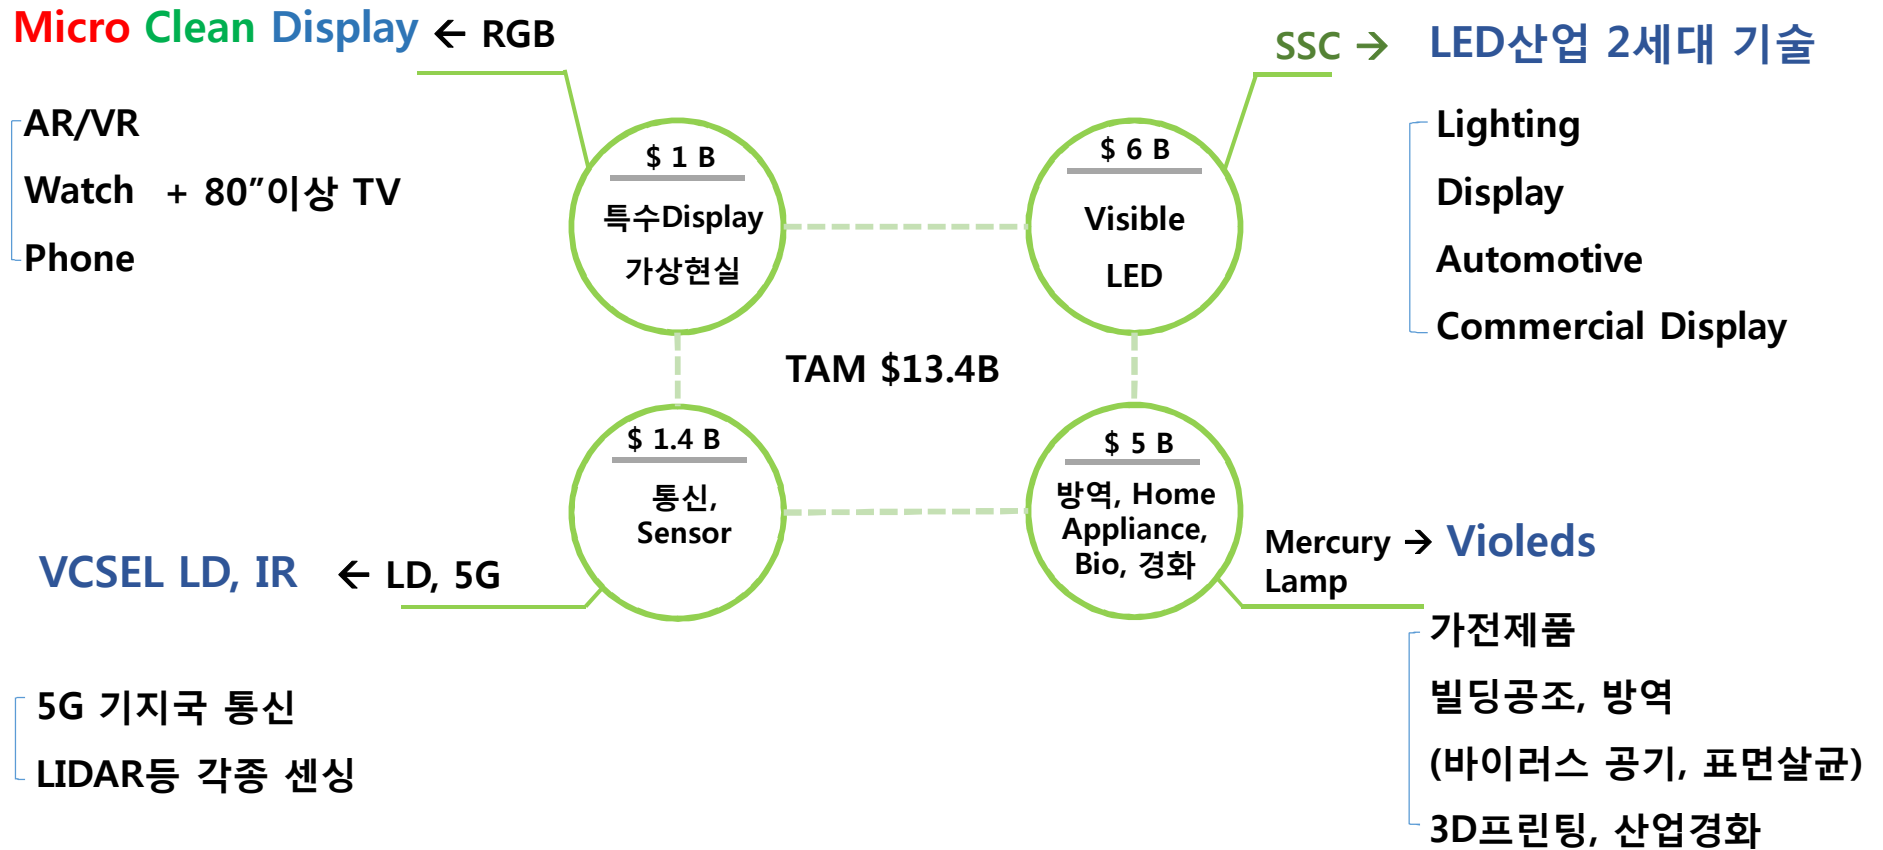 Micro Clean Display ← RGB
AR/VR
Watch + 80”이상 TV
Phone
$ 1 B
특수Display
가상현실
SSC → LED산업 2세대 기술
Lighting
Display
Automotive
Commercial Display
$ 6 B
Visible
LED
TAM $13.4B
$ 1.4 B
통신,
Sensor
VCSEL LD, IR ← LD, 5G
5G 기지국 통신
LIDAR등 각종 센싱
$ 5 B
방역, Home
Appliance,
Bio, 경화
Mercury → Violeds
Lamp
가전제품
빌딩공조, 방역
(바이러스 공기, 표면살균)
3D프린팅, 산업경화